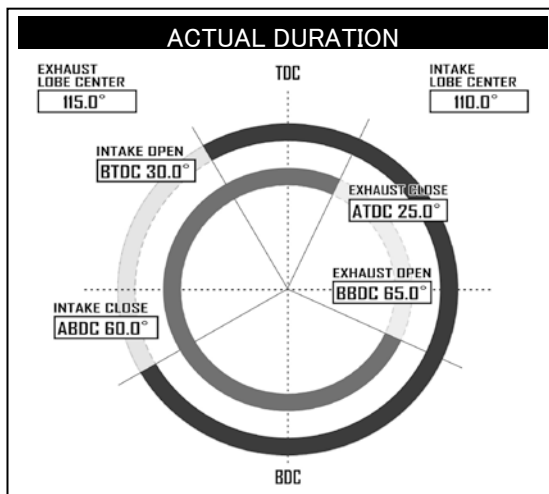 ACTUAL DURATION
EXHAUST
LOBE CENTER
115.0°
TDC
INTAKE
LOBE CENTER
110.0°
INTAKE OPEN
BTDC 30.0°
EXHAUST CLOSE
ATDC 25.0°
EXHAUST OPEN
BBDC 65.0°
INTAKE CLOSE
ABDC 60.0°
BDC